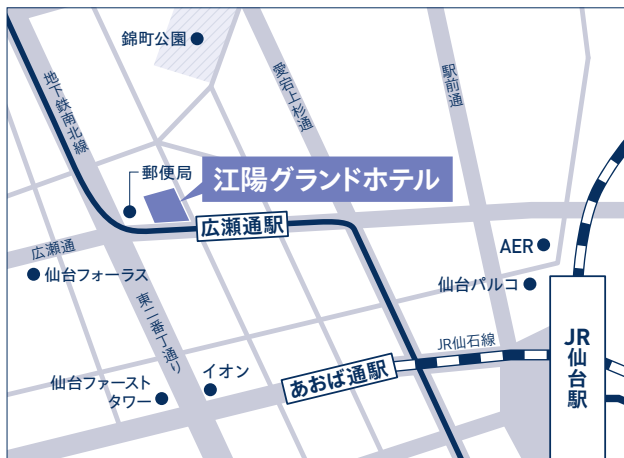 錦町公園
地下鉄南北線
愛宕上杉通
駅前通
郵便局
江陽グランドホテル
広瀬通駅
広瀬通
仙台フォーラス
AER
仙台パルコ
東二番丁通り
JR仙石線
JR
仙台駅
あおば通駅
イオン
仙台ファースト
タワー